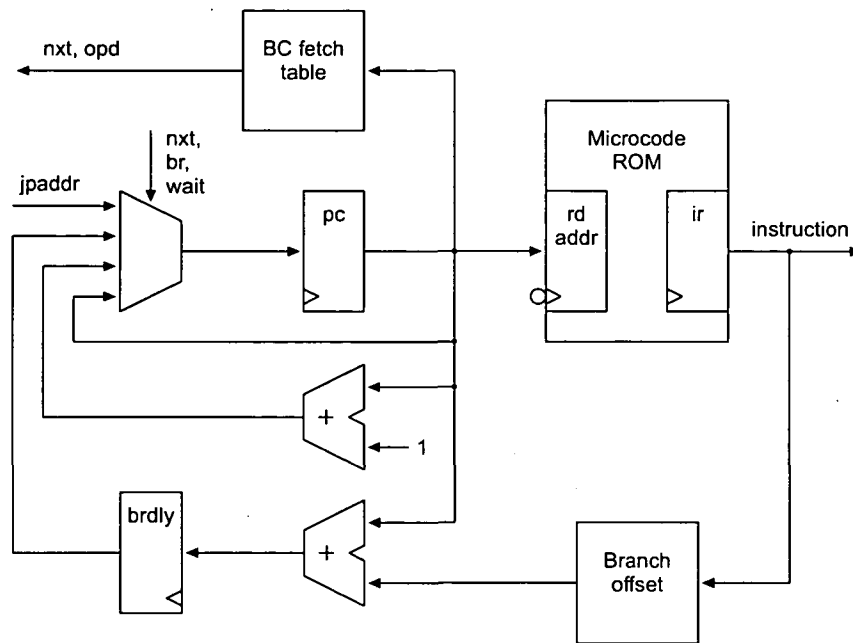 nxt, opd
BC fetch
table
nxt,
br,
wait
jpaddr
pc
Microcode
ROM
rd
addr
ir
instruction
+
1
brdly
+
Branch
offset